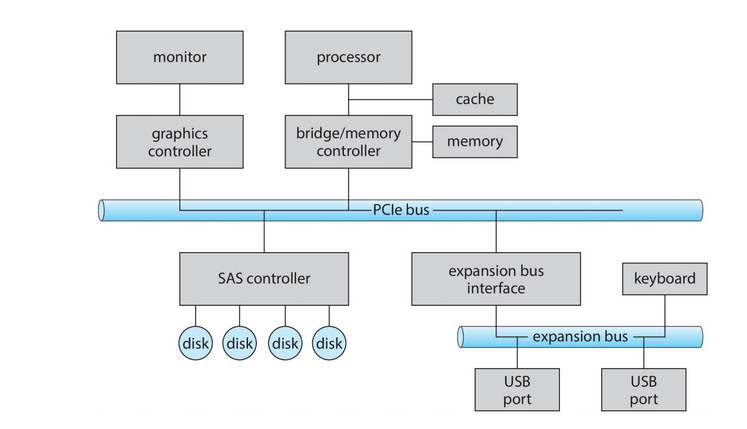 monitor
processor
cache
graphics
controller
bridge/memory
controller
memory
PCIe bus
SAS controller
expansion bus
interface
keyboard
disk
disk
disk
disk
expansion bus
USB
port
USB
port